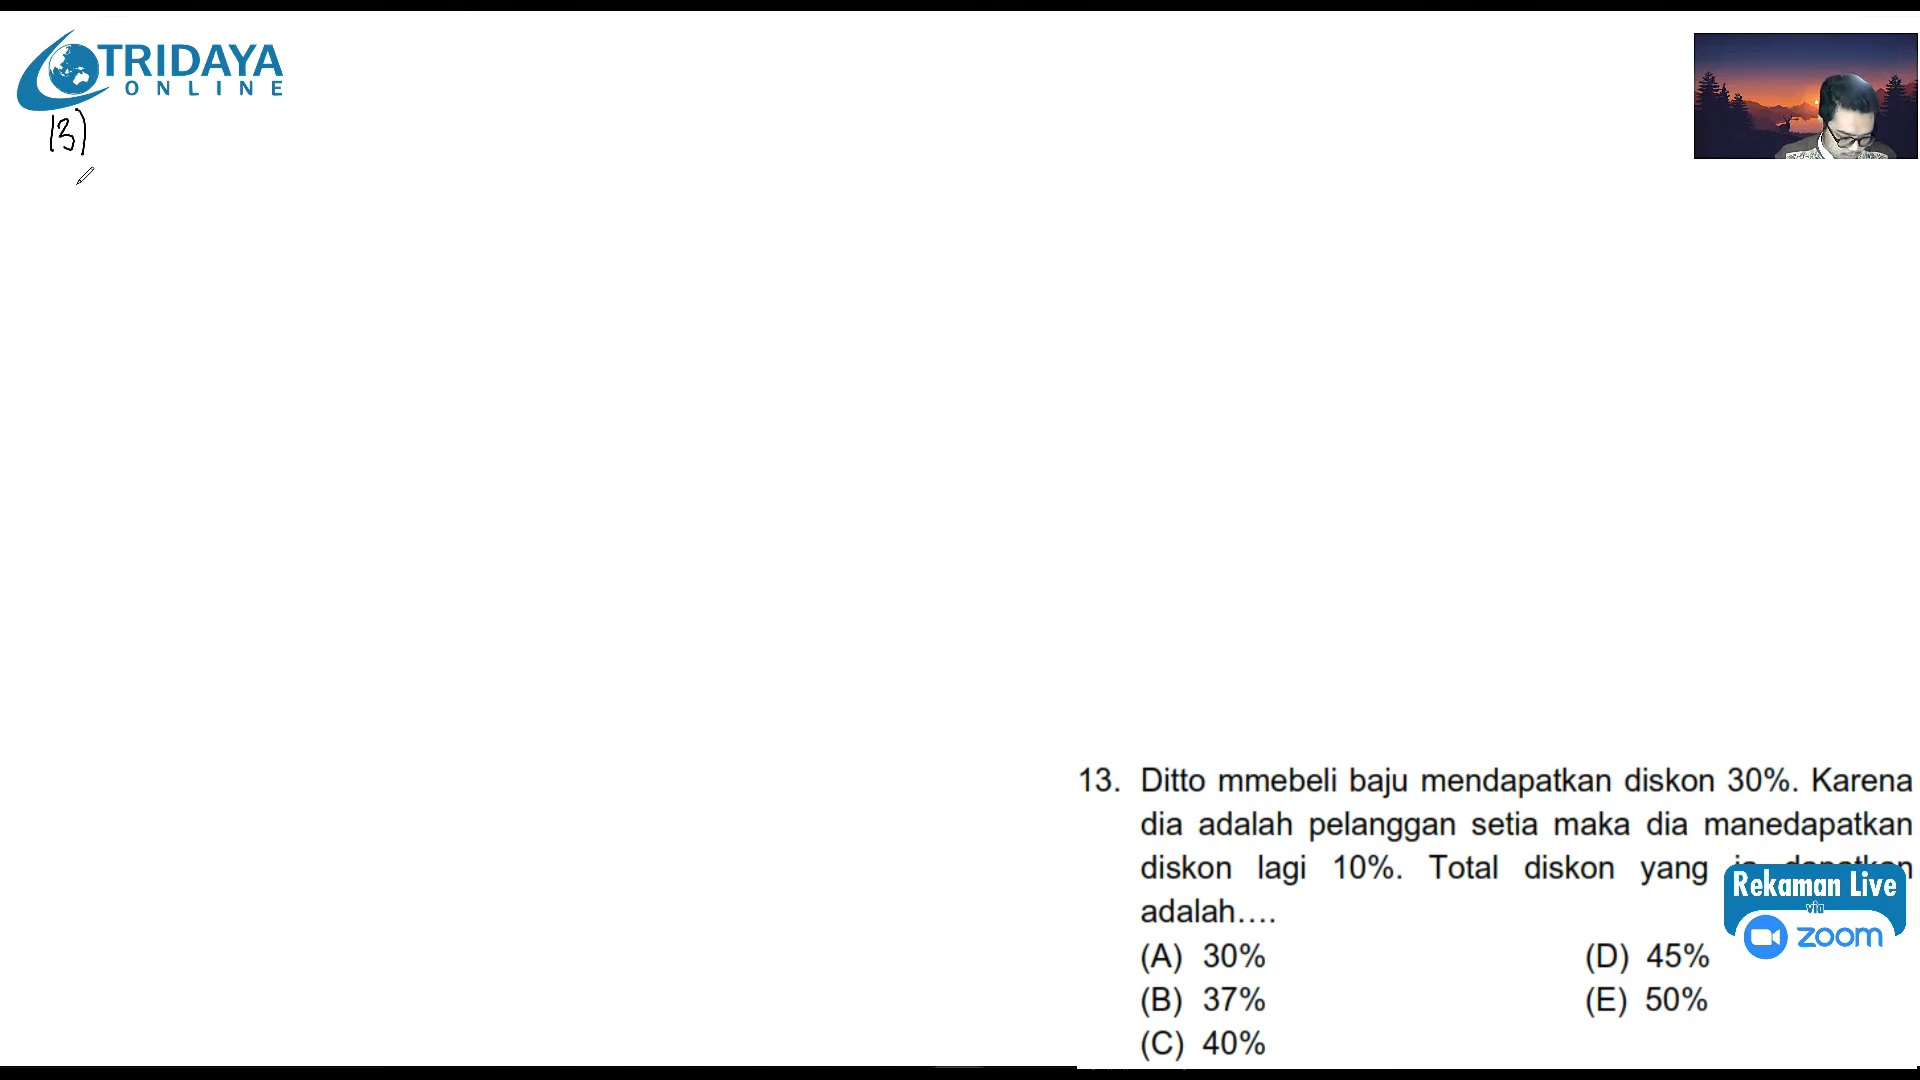 TRIDAYA
ONLINE
13)
13. Ditto mmebeli baju mendapatkan diskon 30%. Karena
dia adalah pelanggan setia maka dia manedapatkan
diskon lagi 10%. Total diskon yang
adalah....
(A) 30%
(D) 45%
(B) 37%
(E) 50%
(C) 40%
Rekaman Live
via
zoom